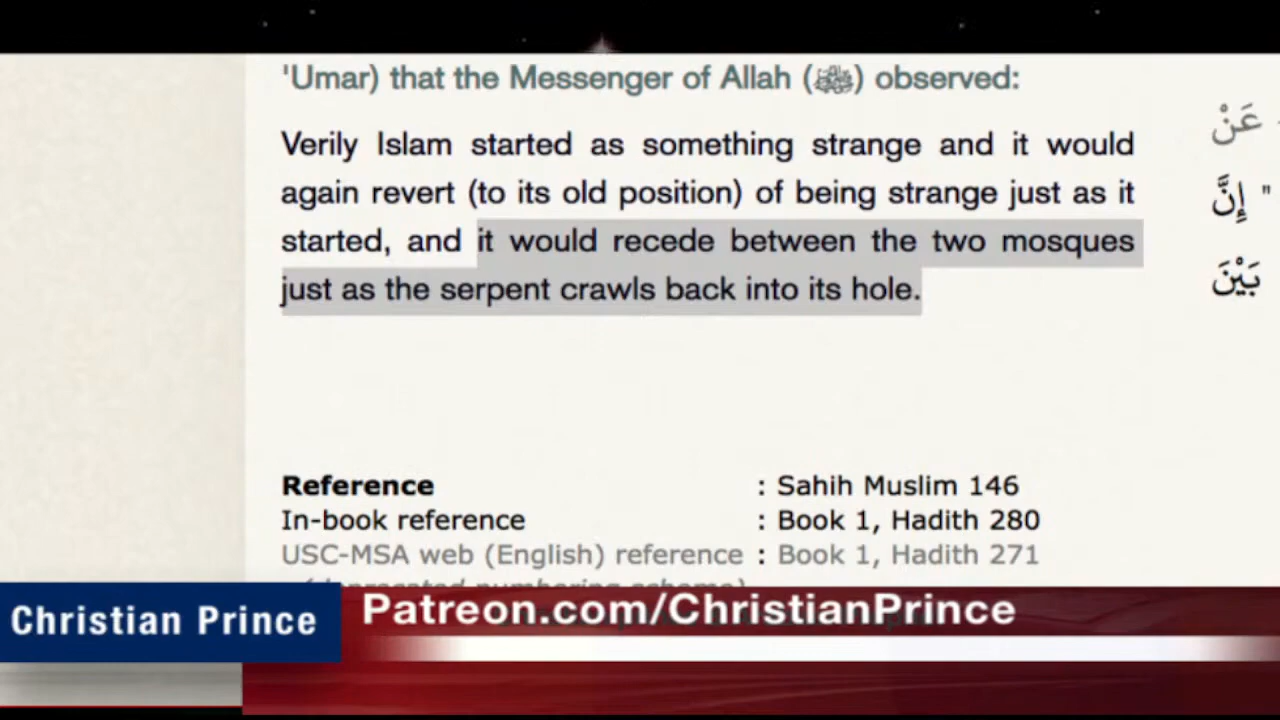 'Umar) that the Messenger of Allah (ﷺ) observed:
Verily Islam started as something strange and it would
again revert (to its old position) of being strange just as it
started, and it would recede between the two mosques
just as the serpent crawls back into its hole.
عَنْ
" إِنَّ
بَيْنَ
Reference : Sahih Muslim 146
In-book reference : Book 1, Hadith 280
USC-MSA web (English) reference : Book 1, Hadith 271
(deprecated numbering scheme)
Christian Prince
Patreon.com/ChristianPrince